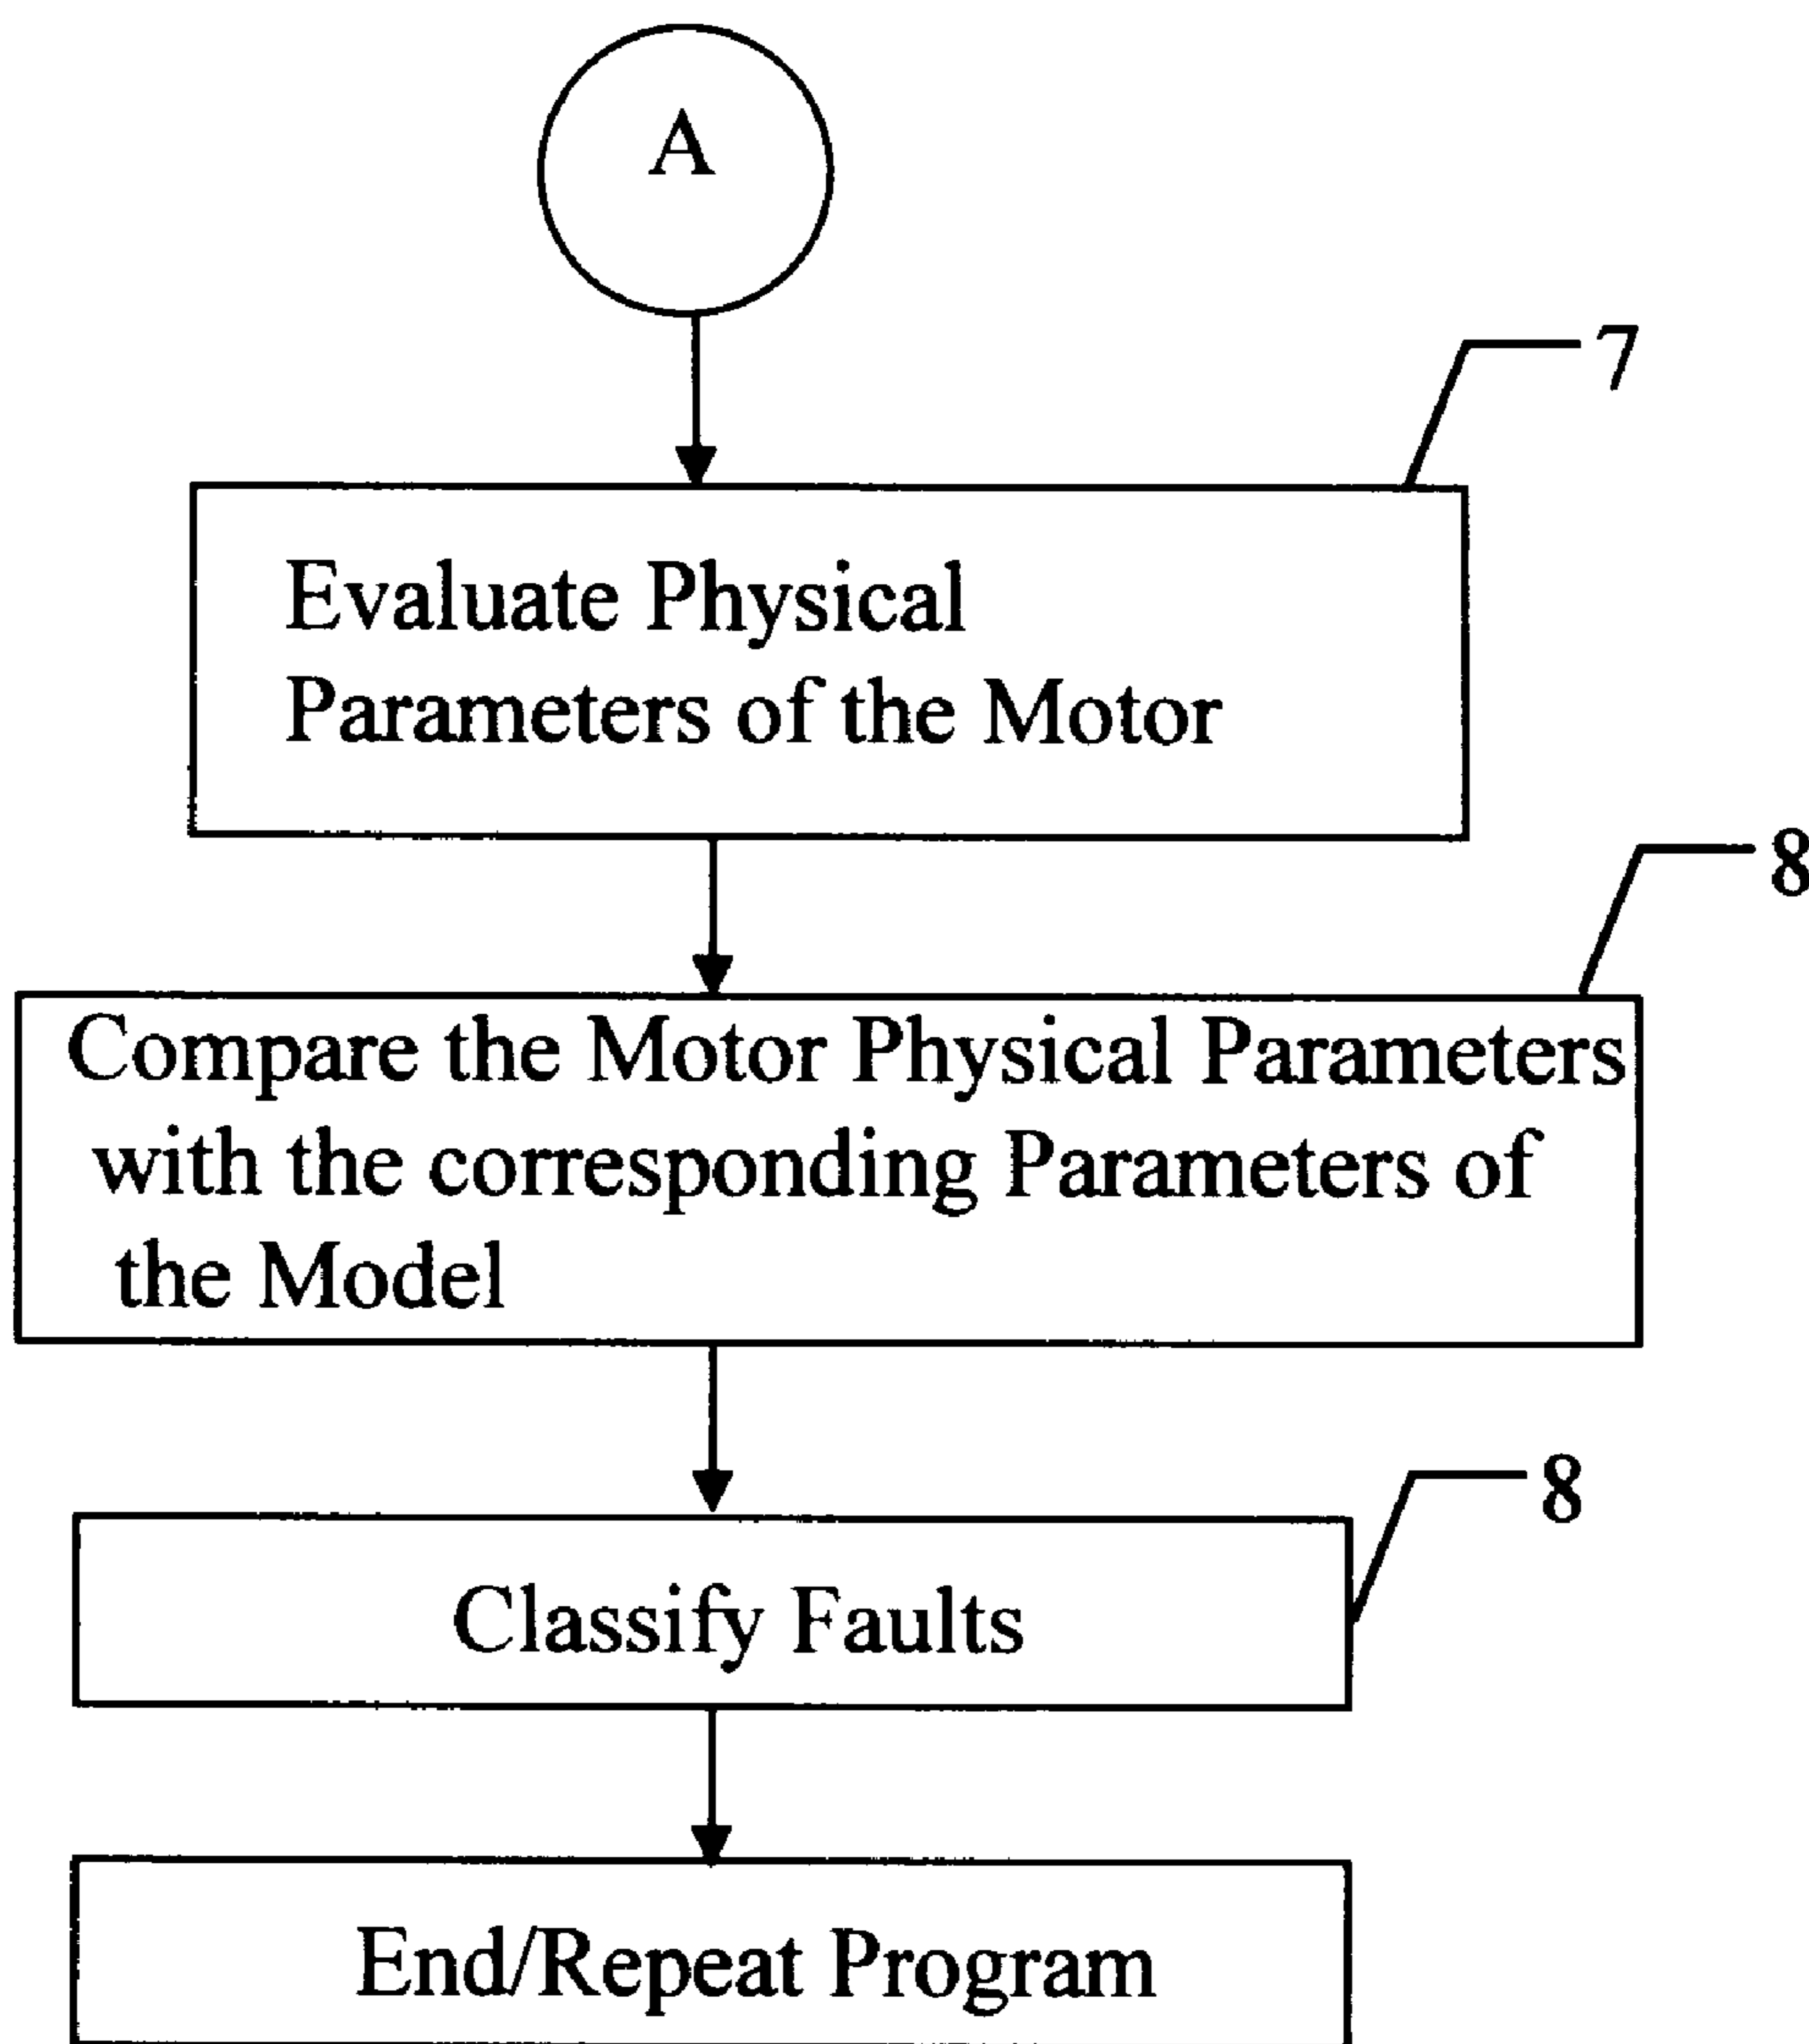 A
7
Evaluate Physical
Parameters of the Motor
8
Compare the Motor Physical Parameters
with the corresponding Parameters of
the Model
8
Classify Faults
End/Repeat Program